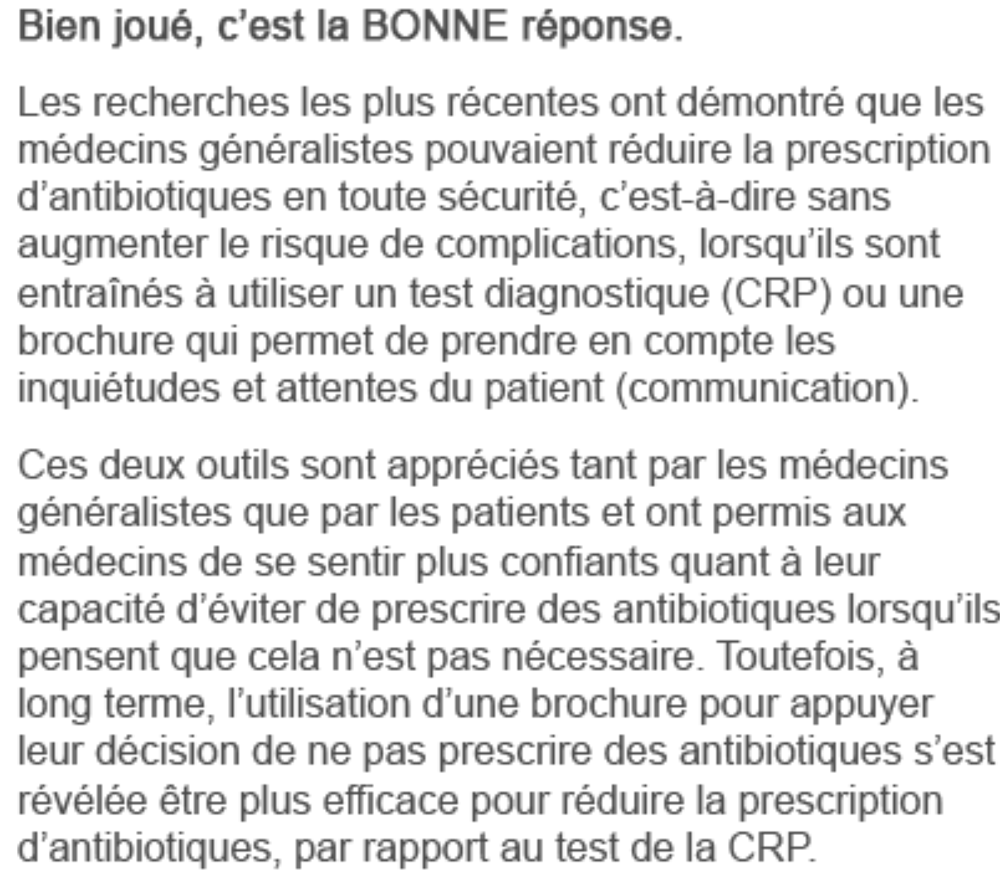 Bien joué, c’est la BONNE réponse.
Les recherches les plus récentes ont démontré que les
médecins généralistes pouvaient réduire la prescription
d’antibiotiques en toute sécurité, c’est-à-dire sans
augmenter le risque de complications, lorsqu’ils sont
entraînés à utiliser un test diagnostique (CRP) ou une
brochure qui permet de prendre en compte les
inquiétudes et attentes du patient (communication).
Ces deux outils sont appréciés tant par les médecins
généralistes que par les patients et ont permis aux
médecins de se sentir plus confiants quant à leur
capacité d’éviter de prescrire des antibiotiques lorsqu’ils
pensent que cela n’est pas nécessaire. Toutefois, à
long terme, l’utilisation d’une brochure pour appuyer
leur décision de ne pas prescrire des antibiotiques s’est
révélée être plus efficace pour réduire la prescription
d’antibiotiques, par rapport au test de la CRP.